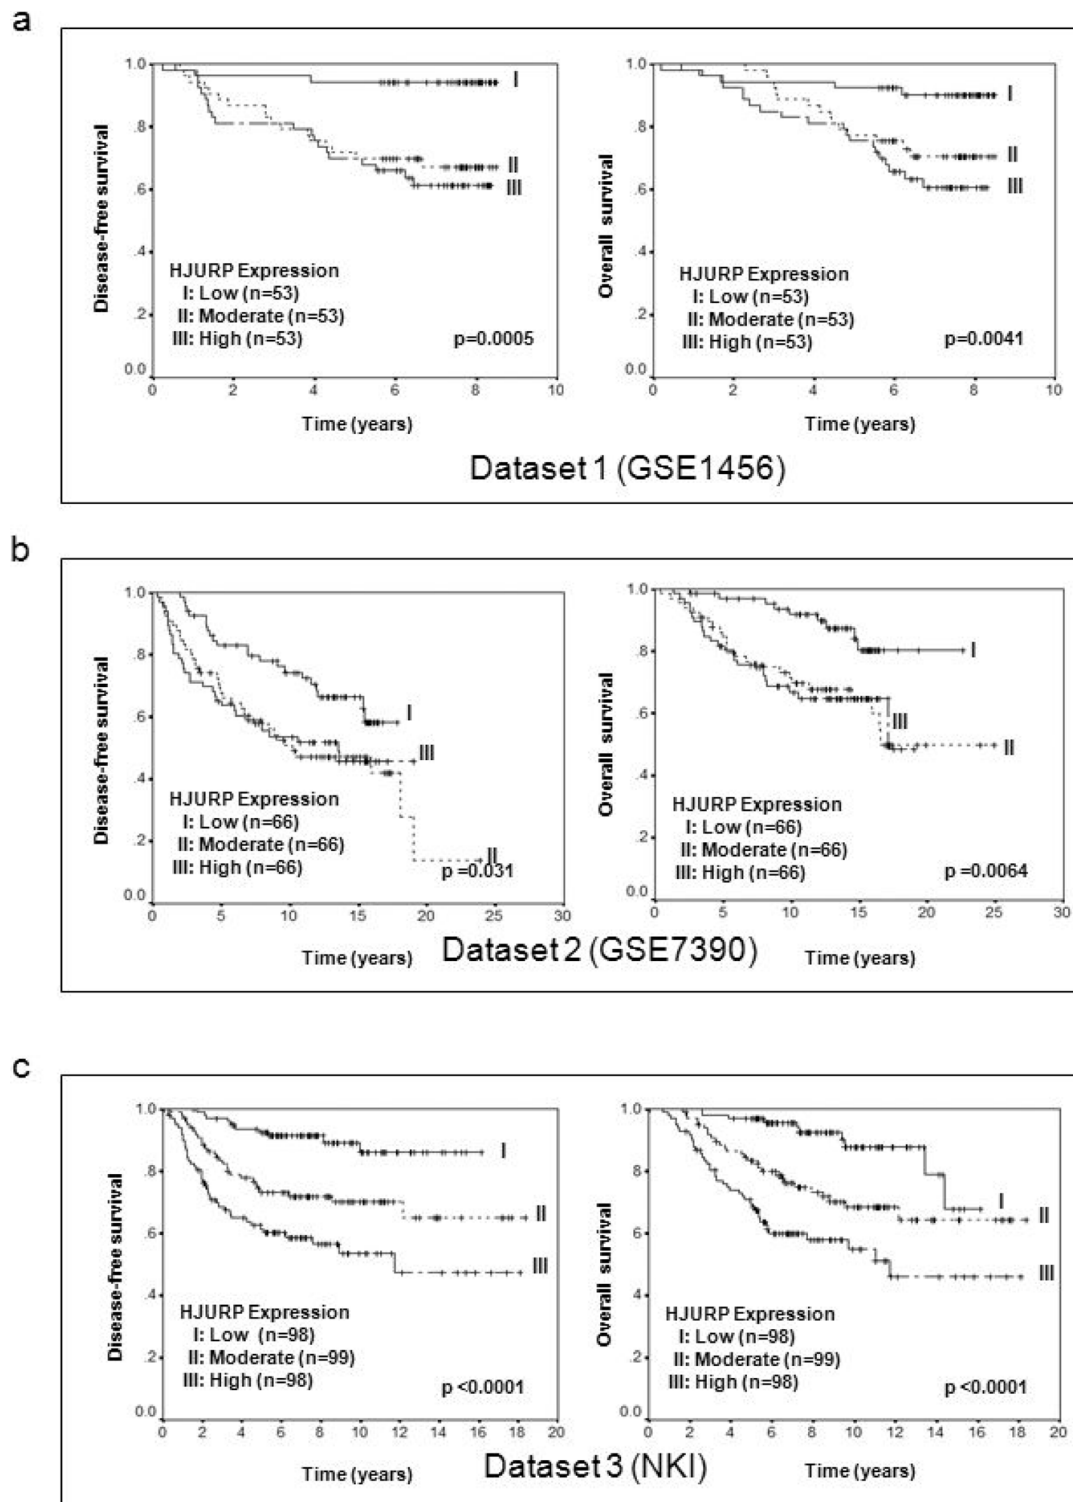 a
1.0
.8
.6
.4
.2
0.0
Disease-free survival
I
II
III
HJURP Expression
I: Low (n=53)
II: Moderate (n=53)
III: High (n=53)
p=0.0005
0 2 4 6 8 10
Time (years)
1.0
.8
.6
.4
.2
0.0
Overall survival
I
II
III
HJURP Expression
I: Low (n=53)
II: Moderate (n=53)
III: High (n=53)
p=0.0041
0 2 4 6 8 10
Time (years)
Dataset 1 (GSE1456)
b
1.0
.8
.6
.4
.2
0.0
Disease-free survival
I
III
II
HJURP Expression
I: Low (n=66)
II: Moderate (n=66)
III: High (n=66)
p =0.031
0 5 10 15 20 25 30
Time (years)
1.0
.8
.6
.4
.2
0.0
Overall survival
I
III
II
HJURP Expression
I: Low (n=66)
II: Moderate (n=66)
III: High (n=66)
p =0.0064
0 5 10 15 20 25 30
Time (years)
Dataset 2 (GSE7390)
c
1.0
.8
.6
.4
.2
0.0
Disease-free survival
I
II
III
HJURP Expression
I: Low (n=98)
II: Moderate (n=99)
III: High (n=98)
p <0.0001
0 2 4 6 8 10 12 14 16 18 20
Time (years)
1.0
.8
.6
.4
.2
0.0
Overall survival
I
II
III
HJURP Expression
I: Low (n=98)
II: Moderate (n=99)
III: High (n=98)
p <0.0001
0 2 4 6 8 10 12 14 16 18 20
Time (years)
Dataset 3 (NKI)